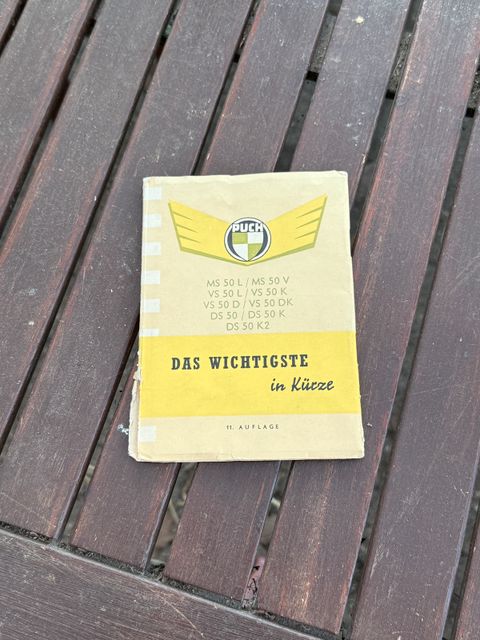 PUCH
MS 50 L / MS 50 V
VS 50 L / VS 50 K
VS 50 D / VS 50 DK
DS 50 / DS 50 K
DS 50 K2
DAS WICHTIGSTE
in Kürze
11. AUFLAGE